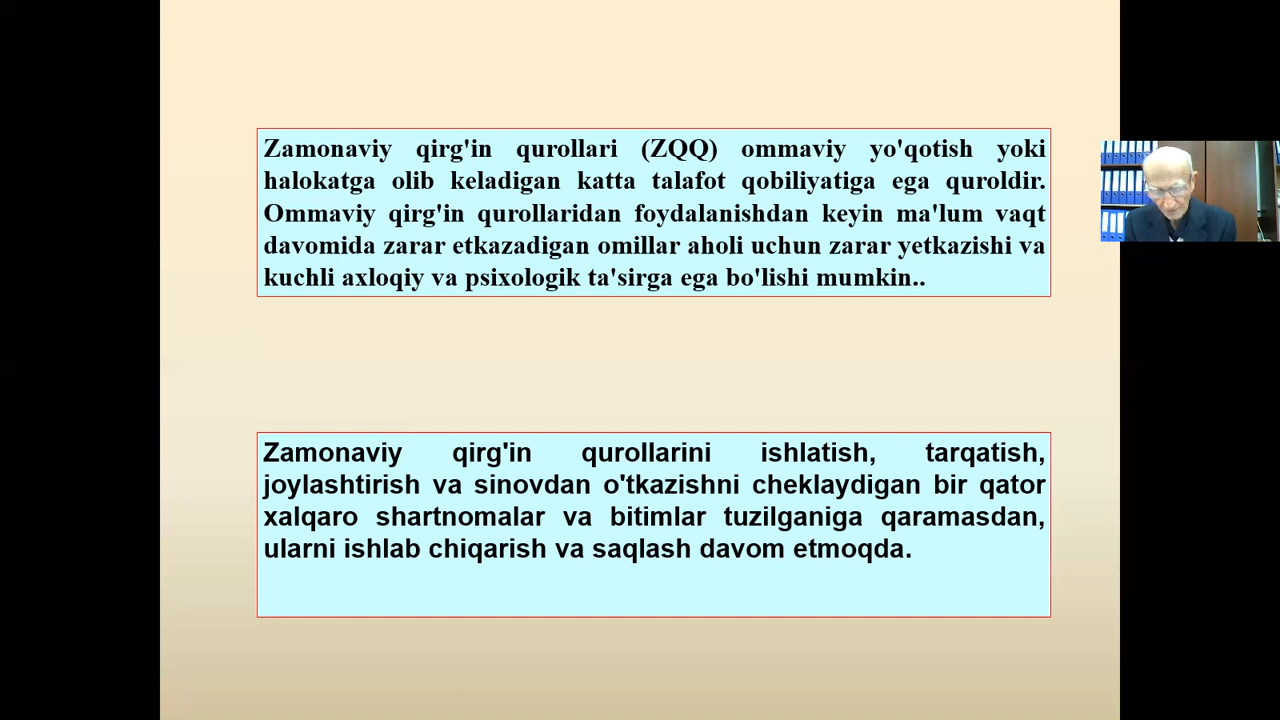 Zamonaviy qirg'in qurollari (ZQQ) ommaviy yo'qotish yoki
halokatga olib keladigan katta talafot qobiliyatiga ega quroldir.
Ommaviy qirg'in qurollaridan foydalanishdan keyin ma'lum vaqt
davomida zarar etkazadigan omillar aholi uchun zarar yetkazishi va
kuchli axloqiy va psixologik ta'sirga ega bo'lishi mumkin..
Zamonaviy qirg'in qurollarini ishlatish, tarqatish,
joylashtirish va sinovdan o'tkazishni cheklaydigan bir qator
xalqaro shartnomalar va bitimlar tuzilganiga qaramasdan,
ularni ishlab chiqarish va saqlash davom etmoqda.